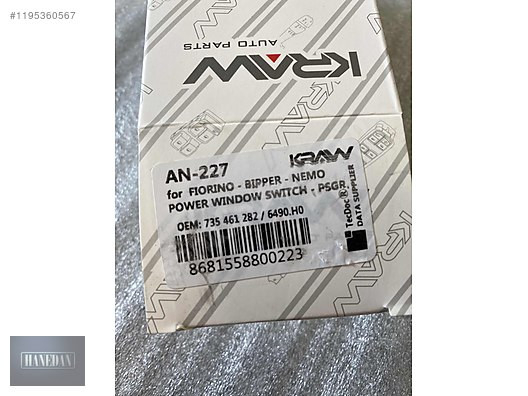 #1195360567
KRAW
AUTO PARTS
AN-227
KRAW
for FIORINO - BIPPER - NEMO
POWER WINDOW SWITCH - PSGR
OEM: 735 461 282 / 6490.H0
8681558800223
TecDoc®
DATA SUPPLIER
KRAW
HANEDAN